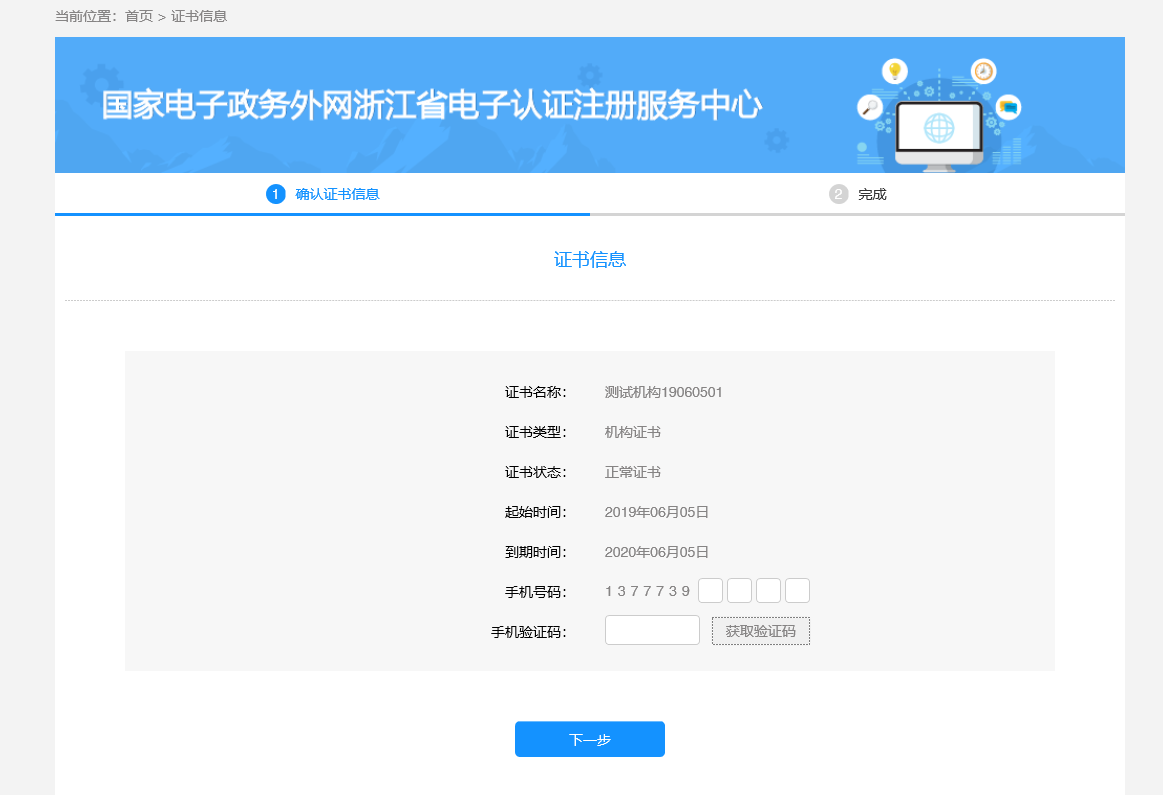 当前位置：首页 > 证书信息
国家电子政务外网浙江省电子认证注册服务中心
1 确认证书信息
2 完成
证书信息
证书名称： 测试机构19060501
证书类型： 机构证书
证书状态： 正常证书
起始时间： 2019年06月05日
到期时间： 2020年06月05日
手机号码： 1 3 7 7 7 3 9
手机验证码： 获取验证码
下一步